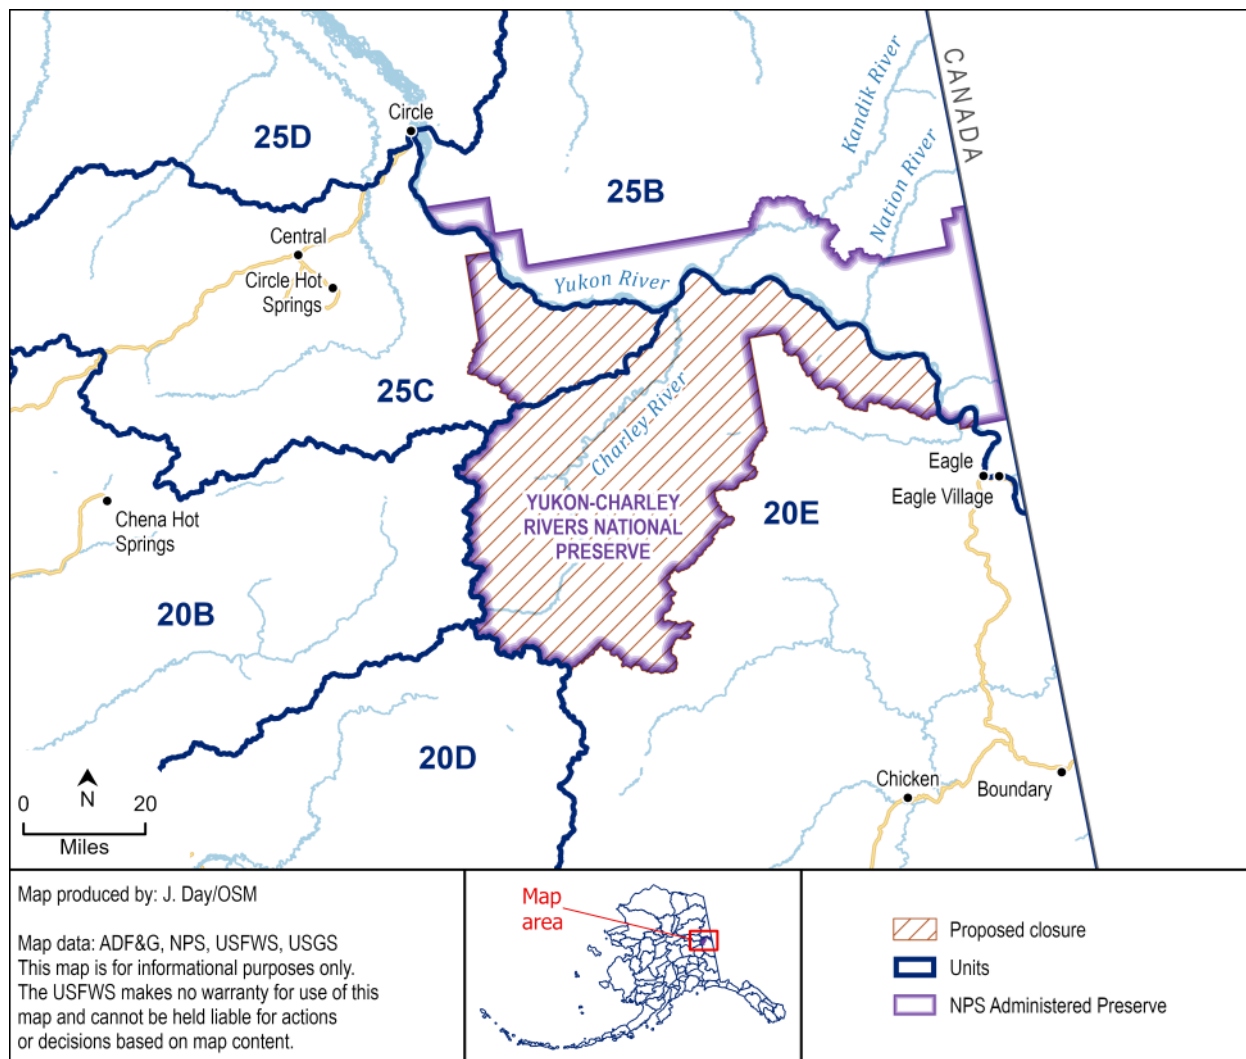 CANADA
Kandik River
Circle
25D
Nation River
25B
Central
Circle Hot
Springs
Yukon River
25C
Charley River
Eagle
Eagle Village
Chena Hot
Springs
YUKON-CHARLEY
RIVERS NATIONAL
PRESERVE
20E
20B
20D
Chicken
Boundary
N
0 20
Miles
Map produced by: J. Day/OSM
Map data: ADF&G, NPS, USFWS, USGS
This map is for informational purposes only.
The USFWS makes no warranty for use of this
map and cannot be held liable for actions
or decisions based on map content.
Map
area
Proposed closure
Units
NPS Administered Preserve